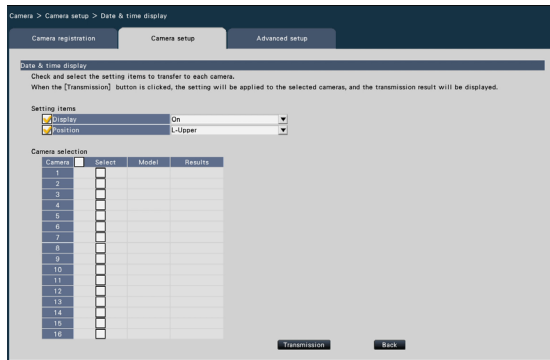 Camera > Camera setup > Date & time display
Camera registration Camera setup Advanced setup
Date & time display
Check and select the setting items to transfer to each camera.
When the [Transmission] button is clicked, the setting will be applied to the selected cameras, and the transmission result will be displayed.
Setting items
Display On
Position L-Upper
Camera selection
Camera Select Model Results
1
2
3
4
5
6
7
8
9
10
11
12
13
14
15
16
Transmission Back